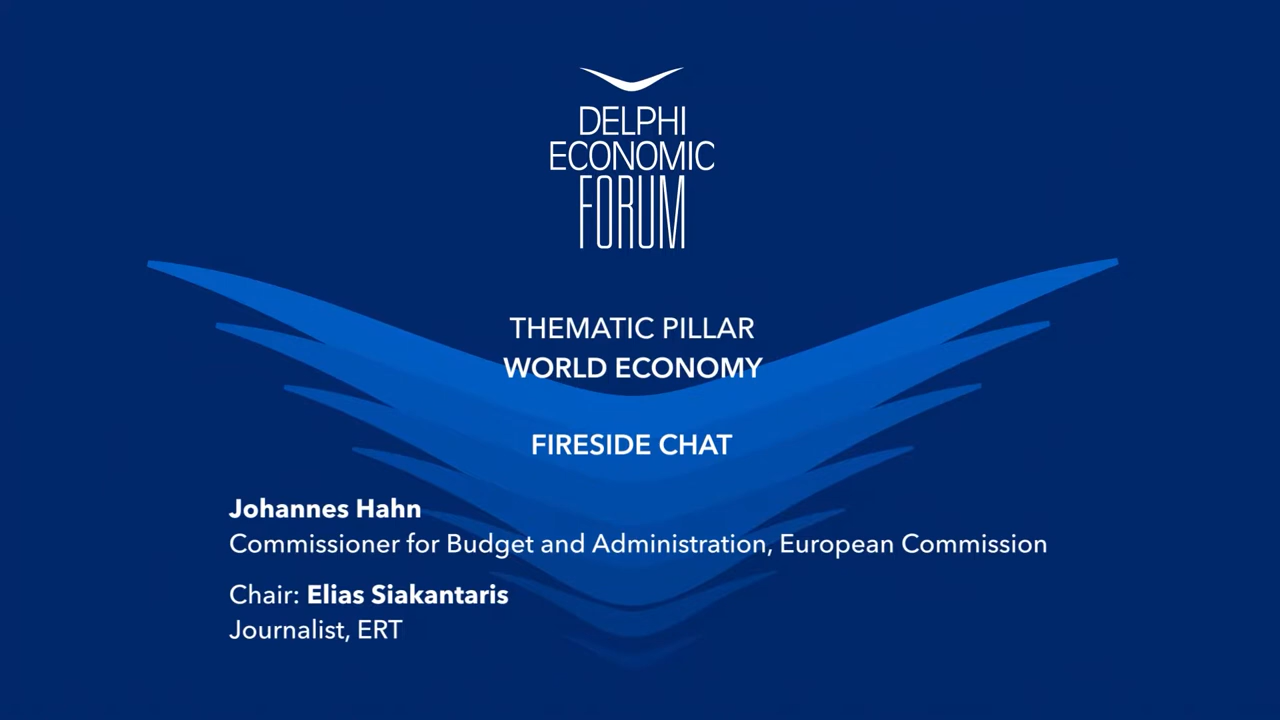 DELPHI
ECONOMIC
FORUM
THEMATIC PILLAR
WORLD ECONOMY
FIRESIDE CHAT
Johannes Hahn
Commissioner for Budget and Administration, European Commission
Chair: Elias Siakantaris
Journalist, ERT